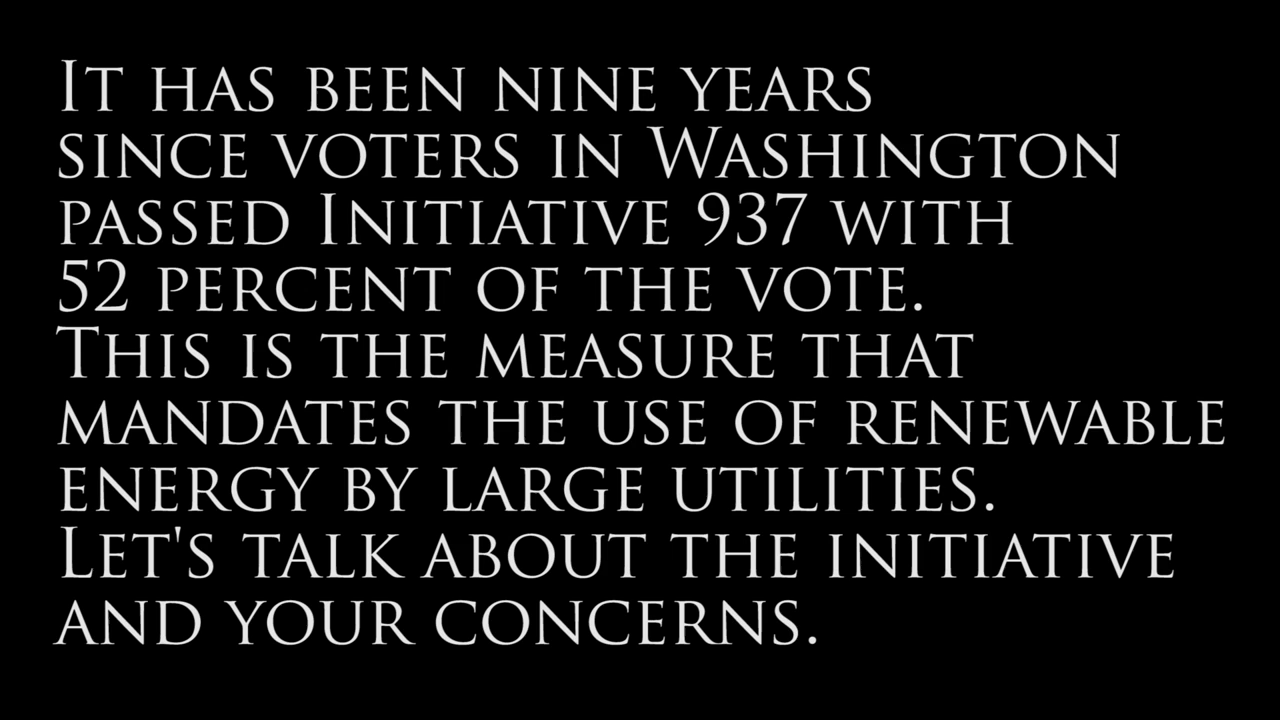 It has been nine years
since voters in Washington
passed Initiative 937 with
52 percent of the vote.
This is the measure that
mandates the use of renewable
energy by large utilities.
Let's talk about the initiative
and your concerns.